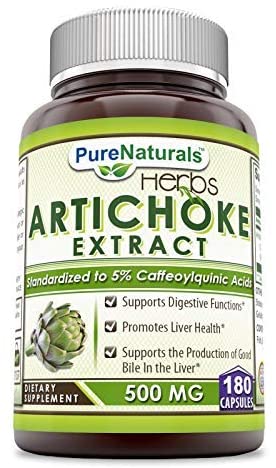 PureNaturals™
Herbs
ARTICHOKE
EXTRACT
Standardized to 5% Caffeoylquinic Acids
Supports Digestive Functions*
Promotes Liver Health*
Supports the Production of Good
Bile In the Liver*
DIETARY
SUPPLEMENT
500 MG
180
CAPSULES